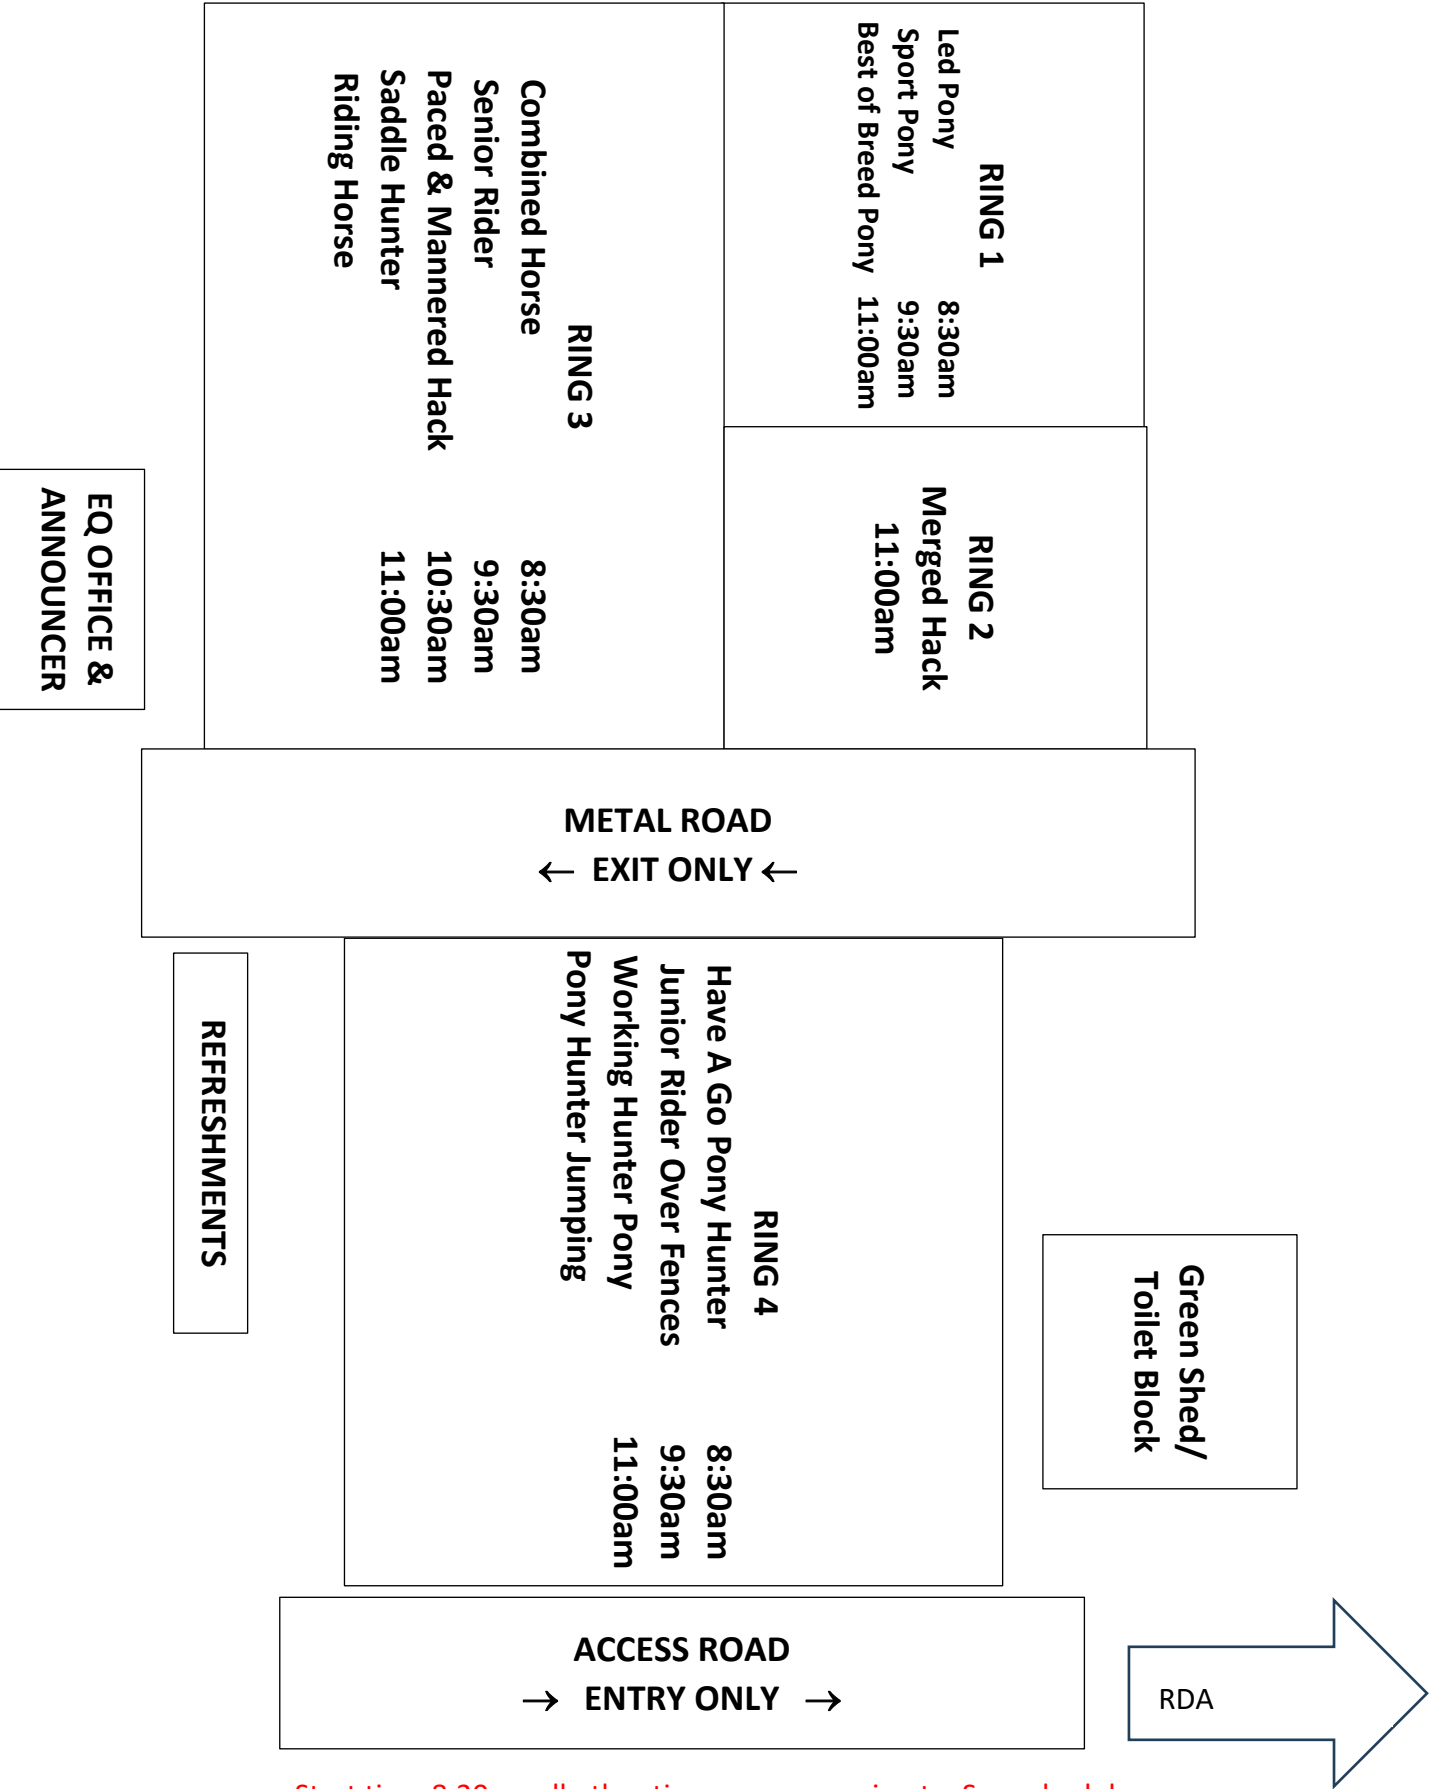 RING 1
Led Pony 8:30am
Sport Pony 9:30am
Best of Breed Pony 11:00am
RING 2
Merged Hack
11:00am
RING 3
Combined Horse 8:30am
Senior Rider 9:30am
Paced & Mannered Hack 10:30am
Saddle Hunter 11:00am
Riding Horse
EQ OFFICE &
ANNOUNCER
METAL ROAD
← EXIT ONLY ←
RING 4
Have A Go Pony Hunter 8:30am
Junior Rider Over Fences 9:30am
Working Hunter Pony 11:00am
Pony Hunter Jumping
REFRESHMENTS
Green Shed/
Toilet Block
ACCESS ROAD
→ ENTRY ONLY →
RDA